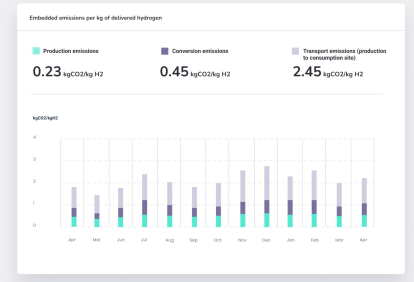 Embedded emissions per kg of delivered hydrogen
Production emissions
Conversion emissions
Transport emissions (production
to consumption site)
0.23 kgCO2/kg H2
0.45 kgCO2/kg H2
2.45 kgCO2/kg H2
kgCO2/kgH2
4
3
2
1
0
Apr Mai Jun Jul Aug Sep Oct Nov Dec Jan Feb Mar Apr